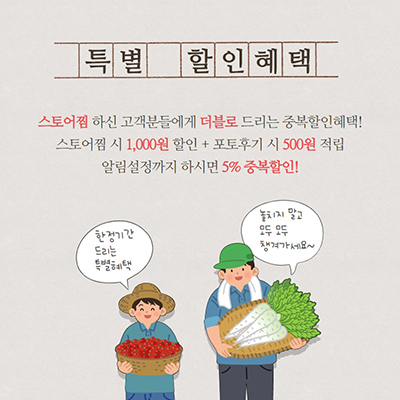 특별 할인혜택
스토어찜 하신 고객분들에게 더블로 드리는 중복할인혜택!
스토어찜 시 1,000원 할인 + 포토후기 시 500원 적립
알림설정까지 하시면 5% 중복할인!
놓치지 말고
모두 모두
챙겨가세요~
한정기간
드리는
특별혜택